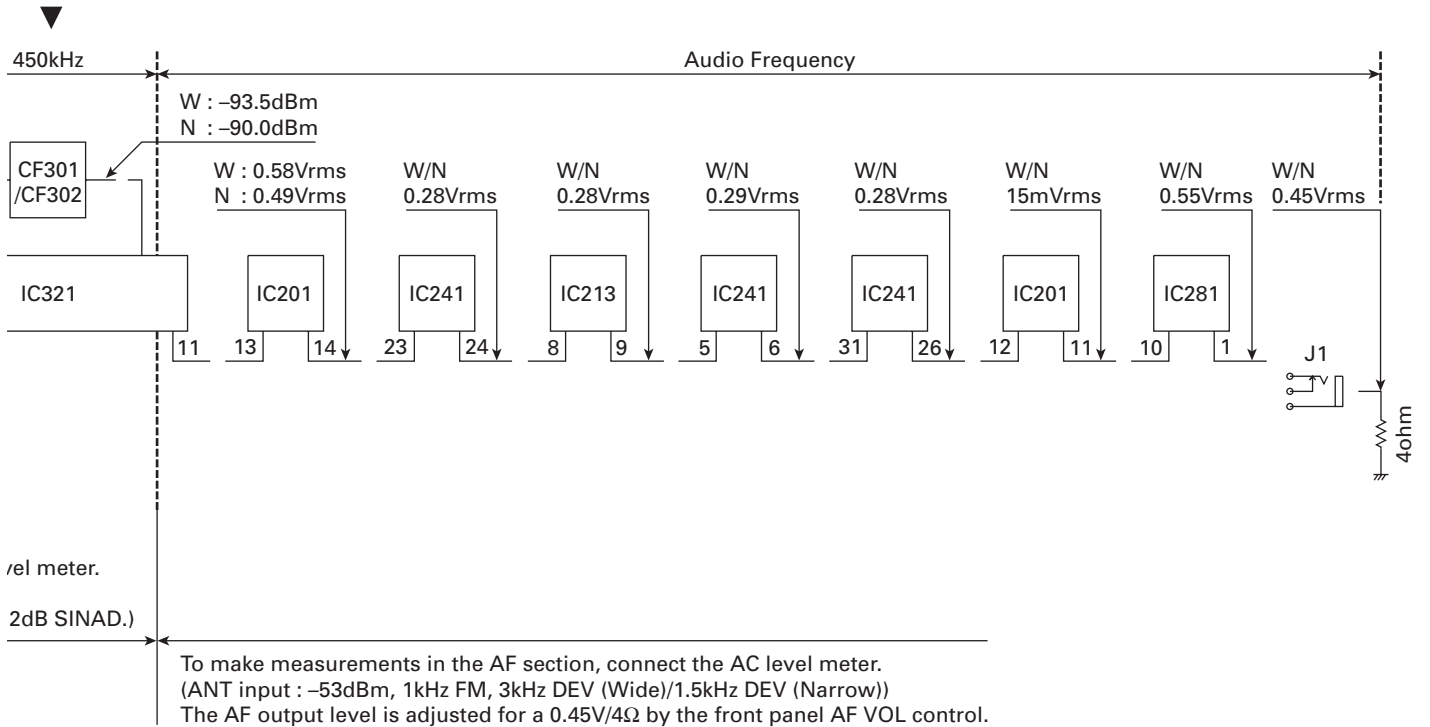 450kHz
Audio Frequency
W : –93.5dBm
N : –90.0dBm
CF301
/CF302
W : 0.58Vrms
N : 0.49Vrms
W/N
0.28Vrms
W/N
0.28Vrms
W/N
0.29Vrms
W/N
0.28Vrms
W/N
15mVrms
W/N
0.55Vrms
W/N
0.45Vrms
IC321
IC201
IC241
IC213
IC241
IC241
IC201
IC281
11
13
14
23
24
8
9
5
6
31
26
12
11
10
1
J1
4ohm
level meter.
2dB SINAD.)
To make measurements in the AF section, connect the AC level meter.
(ANT input : –53dBm, 1kHz FM, 3kHz DEV (Wide)/1.5kHz DEV (Narrow))
The AF output level is adjusted for a 0.45V/4Ω by the front panel AF VOL control.